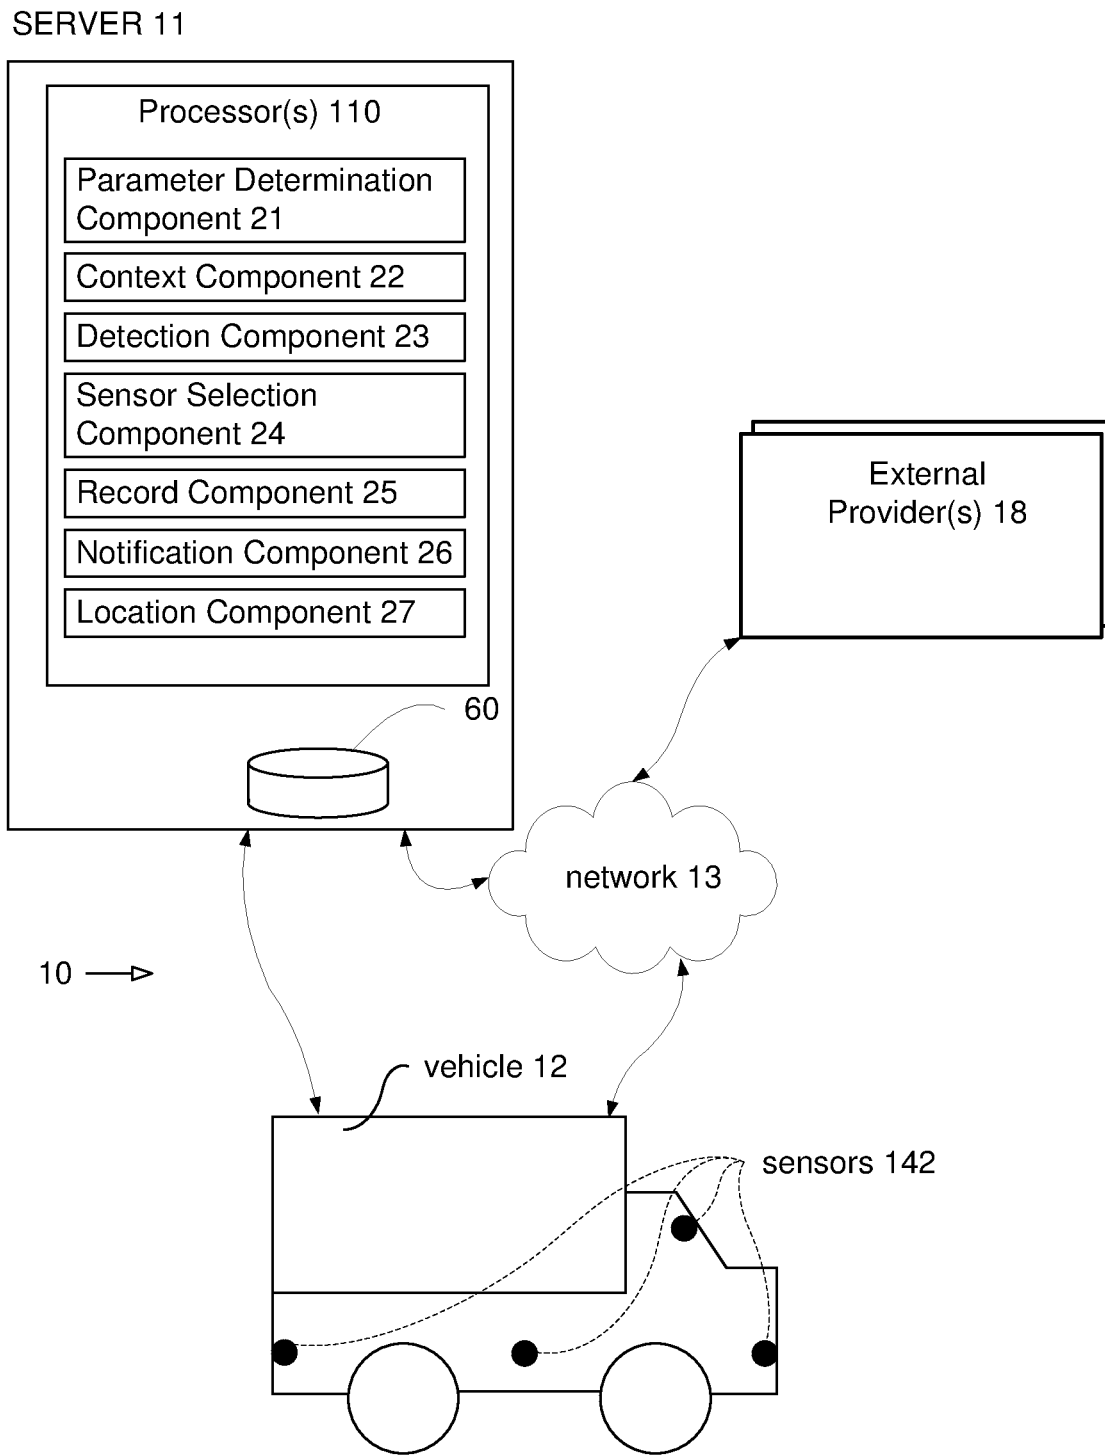 SERVER 11
Processor(s) 110
Parameter Determination
Component 21
Context Component 22
Detection Component 23
Sensor Selection
Component 24
Record Component 25
Notification Component 26
Location Component 27
60
External
Provider(s) 18
network 13
10
vehicle 12
sensors 142